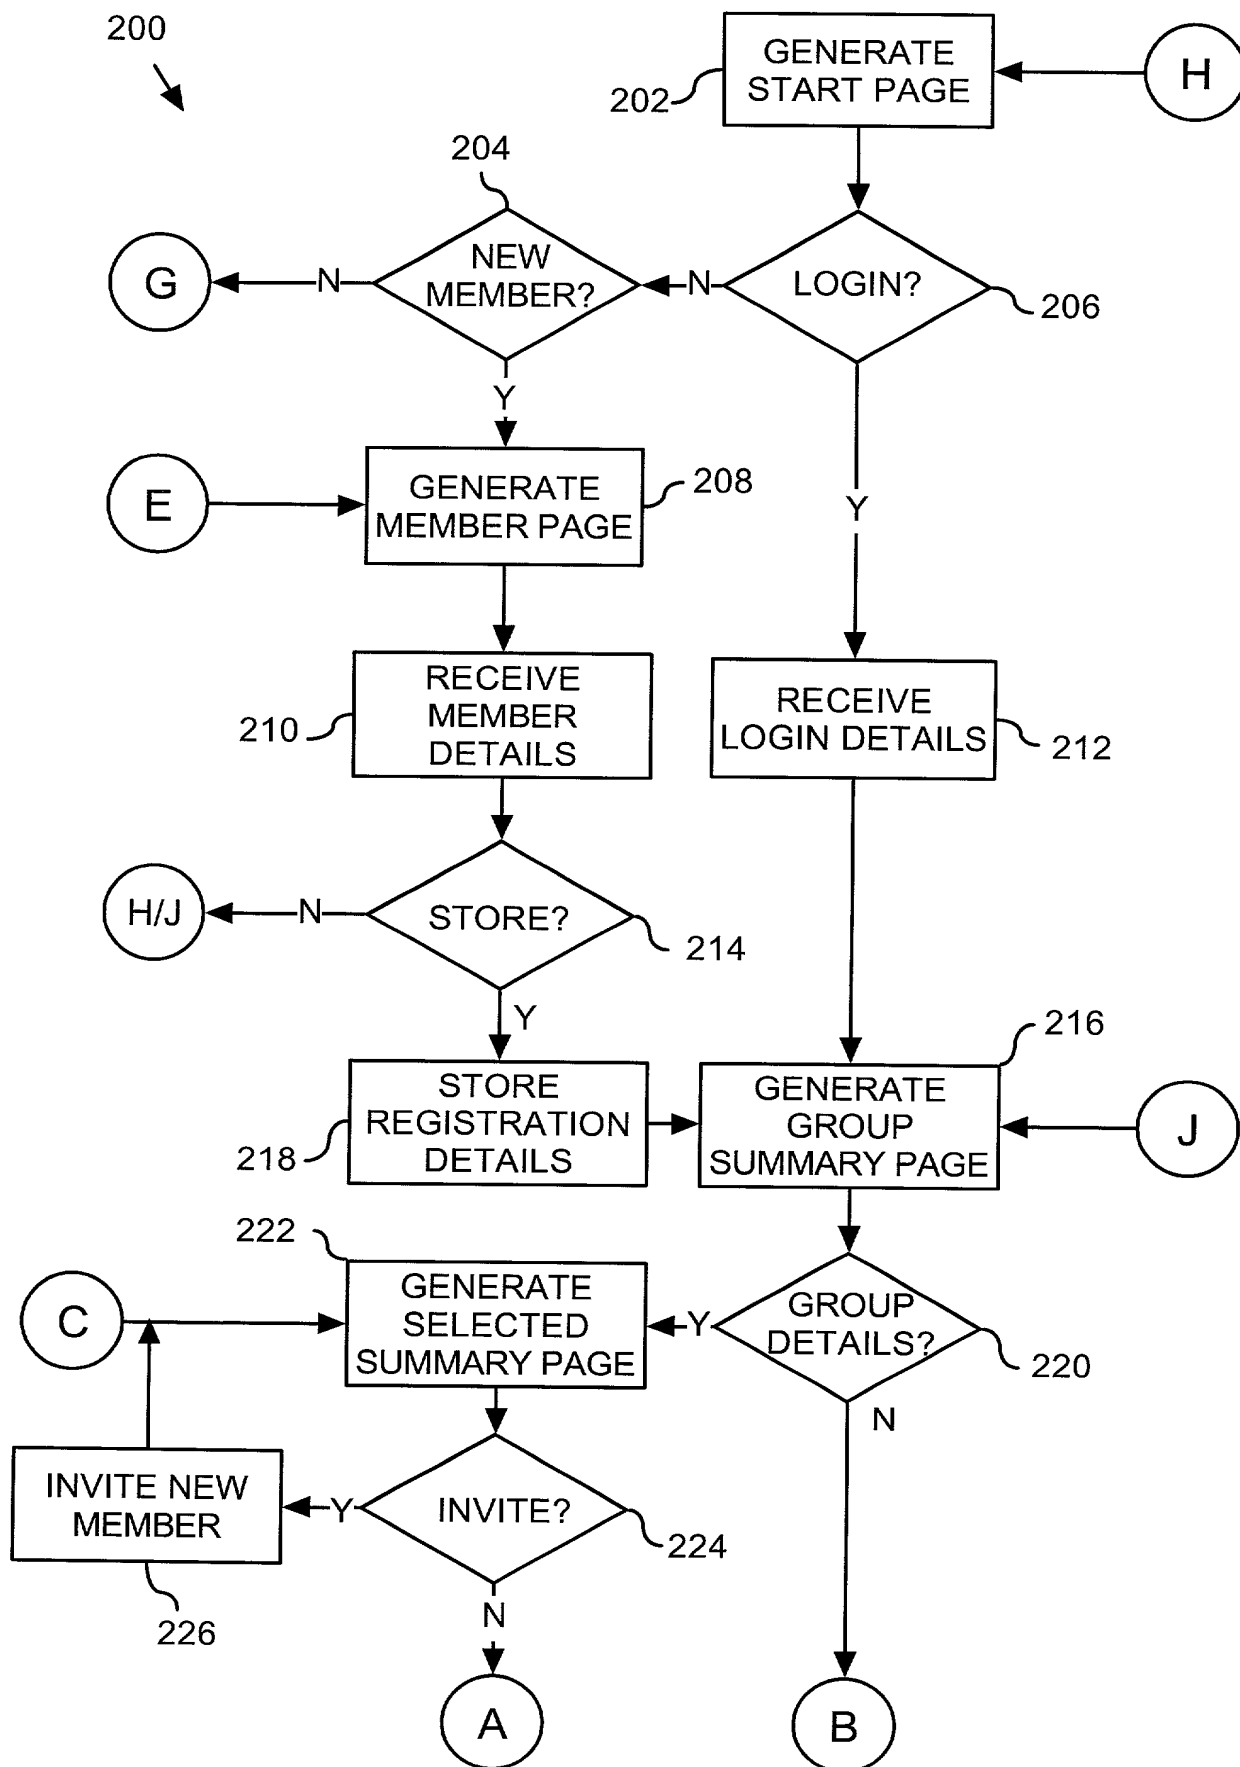 200
GENERATE
START PAGE
H
202
204
NEW
MEMBER?
LOGIN?
G
N
N
206
Y
E
GENERATE
MEMBER PAGE
208
Y
RECEIVE
MEMBER
DETAILS
210
RECEIVE
LOGIN DETAILS
212
H/J
N
STORE?
214
Y
216
STORE
REGISTRATION
DETAILS
218
GENERATE
GROUP
SUMMARY PAGE
J
222
C
GENERATE
SELECTED
SUMMARY PAGE
Y
GROUP
DETAILS?
220
N
INVITE NEW
MEMBER
Y
INVITE?
224
226
N
A
B